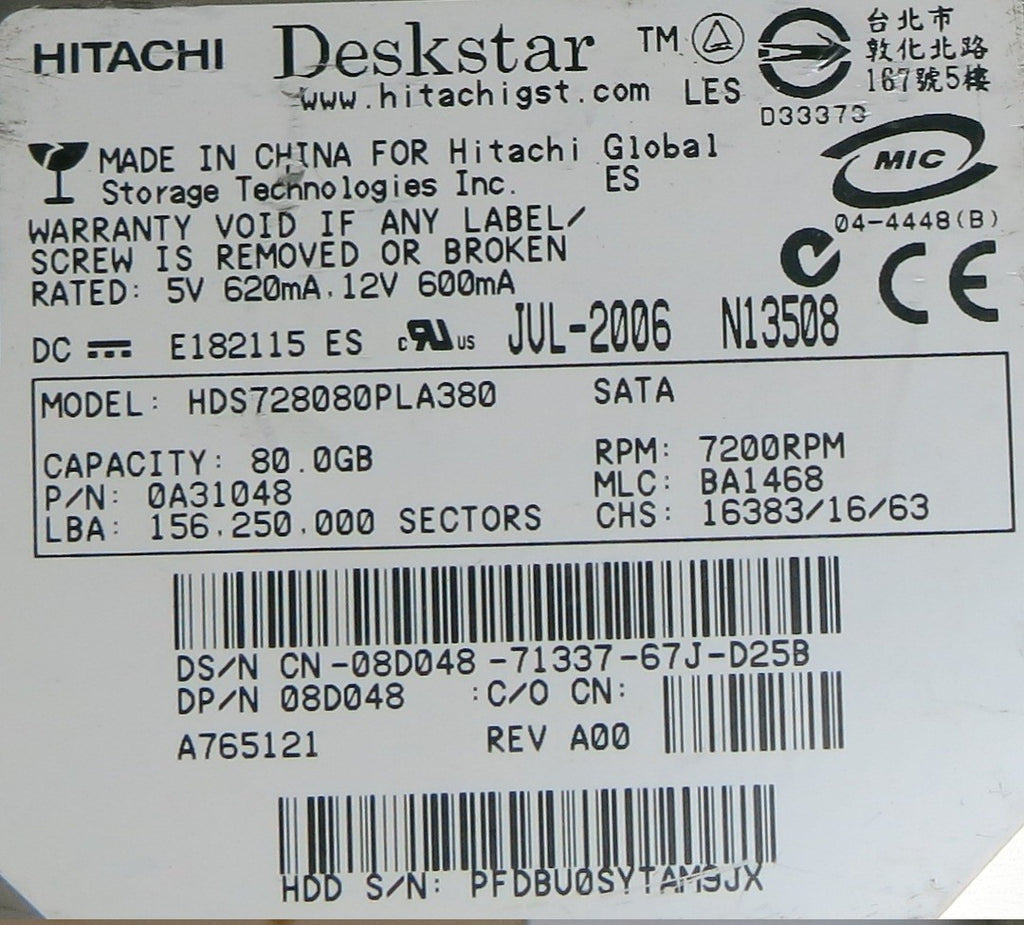 HITACHI Deskstar TM
www.hitachigst.com LES
台北市
敦化北路
167號5樓
D33373
MADE IN CHINA FOR Hitachi Global
Storage Technologies Inc. ES
MIC
04-4448(B)
WARRANTY VOID IF ANY LABEL/
SCREW IS REMOVED OR BROKEN
RATED: 5V 620mA, 12V 600mA
CE
DC E182115 ES c RU US JUL-2006 N13508
MODEL: HDS728080PLA380 SATA
CAPACITY: 80.0GB RPM: 7200RPM
P/N: 0A31048 MLC: BA1468
LBA: 156,250,000 SECTORS CHS: 16383/16/63
DS/N CN-08D048-71337-67J-D25B
DP/N 08D048 :C/O CN:
A765121 REV A00
HDD S/N: PFDBU0SYTAM9JX